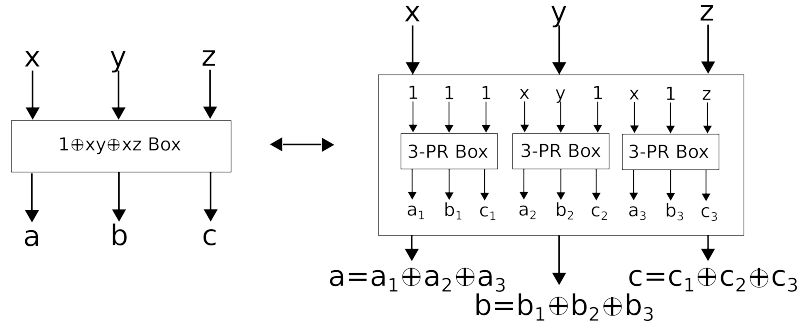 x y z
x y z
1 1 1 x y 1 x 1 z
1⊕xy⊕xz Box
3-PR Box 3-PR Box 3-PR Box
a₁ b₁ c₁ a₂ b₂ c₂ a₃ b₃ c₃
a b c
a=a₁⊕a₂⊕a₃ c=c₁⊕c₂⊕c₃
b=b₁⊕b₂⊕b₃